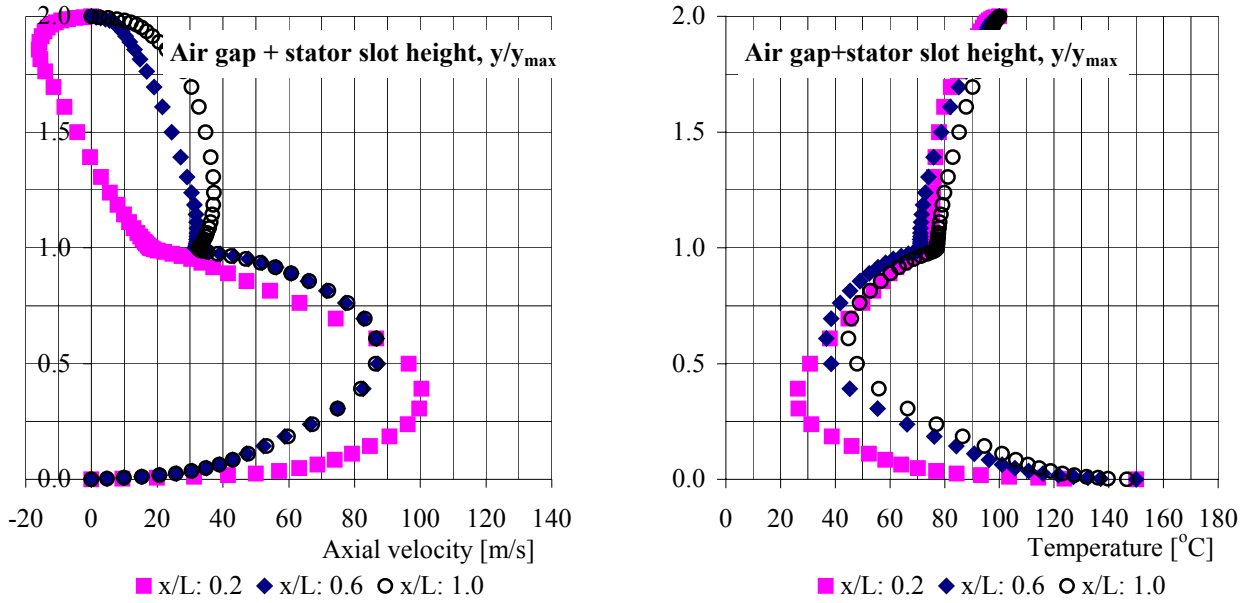 2.0
1.5
1.0
0.5
0.0
Air gap + stator slot height, y/ymax
-20 0 20 40 60 80 100 120 140
Axial velocity [m/s]
x/L: 0.2 x/L: 0.6 x/L: 1.0
2.0
1.5
1.0
0.5
0.0
Air gap+stator slot height, y/ymax
0 20 40 60 80 100 120 140 160 180
Temperature [°C]
x/L: 0.2 x/L: 0.6 x/L: 1.0